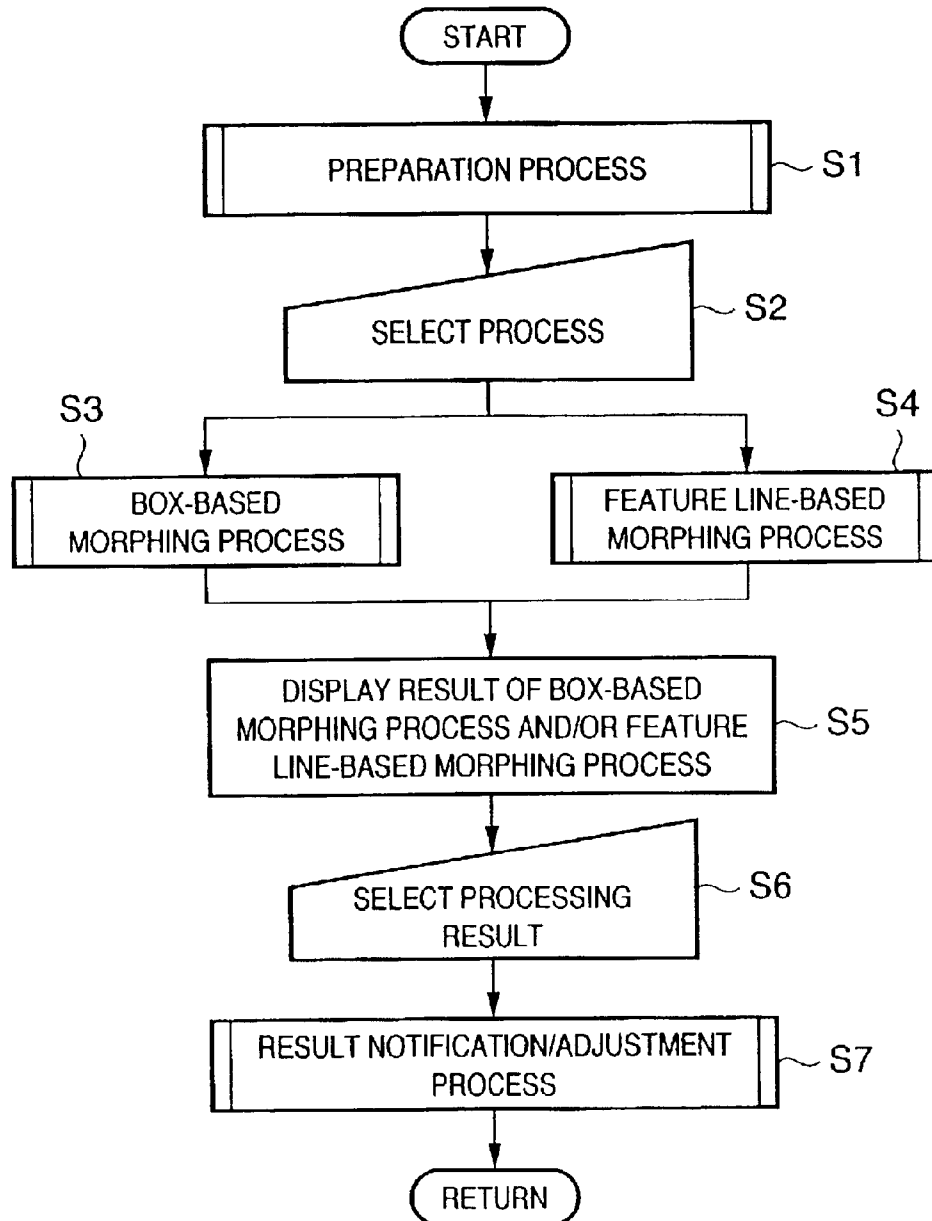 START
PREPARATION PROCESS
S1
SELECT PROCESS
S2
S3
S4
BOX-BASED
MORPHING PROCESS
FEATURE LINE-BASED
MORPHING PROCESS
DISPLAY RESULT OF BOX-BASED
MORPHING PROCESS AND/OR FEATURE
LINE-BASED MORPHING PROCESS
S5
SELECT PROCESSING
RESULT
S6
RESULT NOTIFICATION/ADJUSTMENT
PROCESS
S7
RETURN